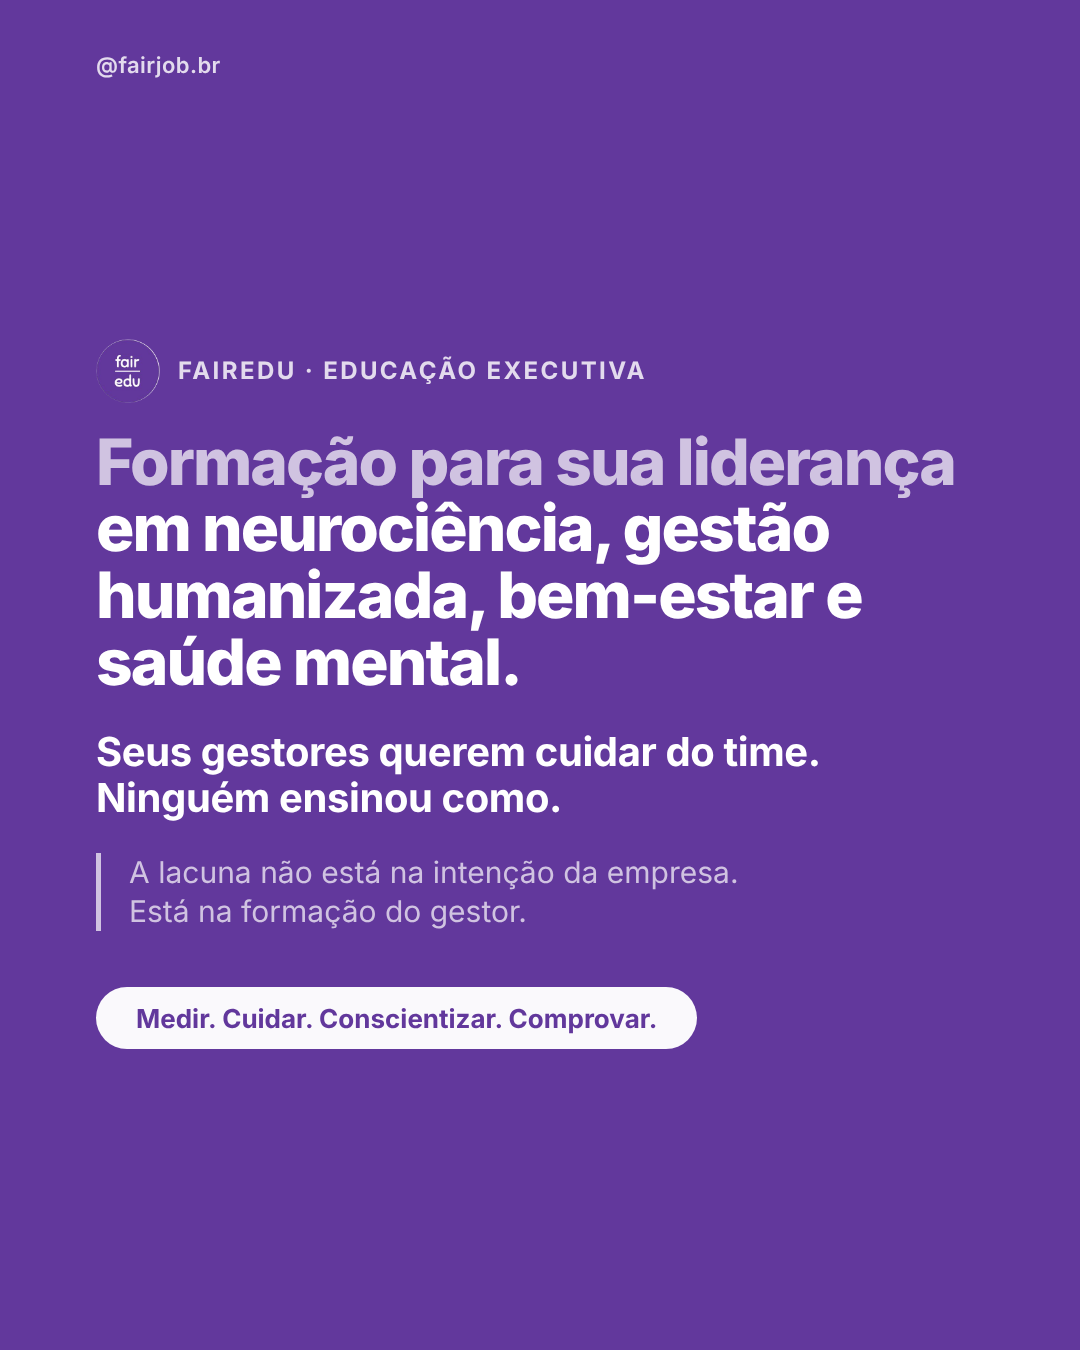 @fairjob.br
fair
edu
FAIREDU · EDUCAÇÃO EXECUTIVA
Formação para sua liderança
em neurociência, gestão
humanizada, bem-estar e
saúde mental.
Seus gestores querem cuidar do time.
Ninguém ensinou como.
A lacuna não está na intenção da empresa.
Está na formação do gestor.
Medir. Cuidar. Conscientizar. Comprovar.